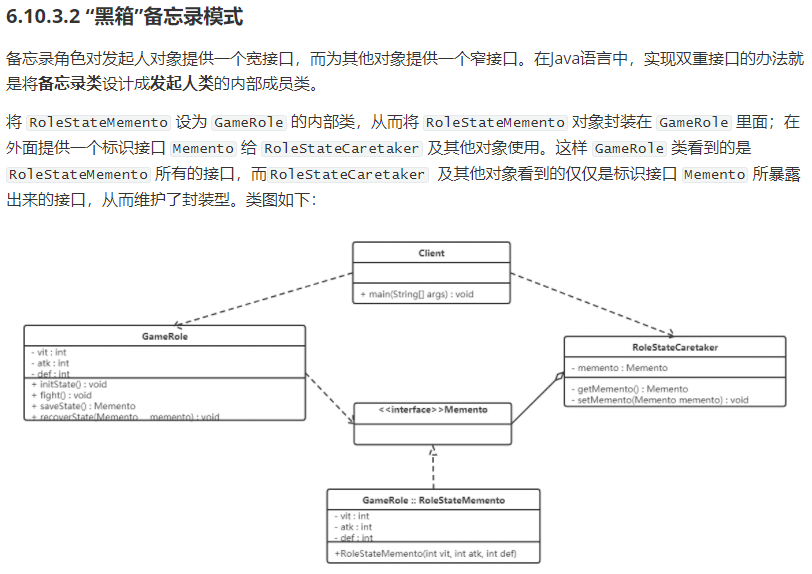 6.10.3.2 “黑箱”备忘录模式
备忘录角色对发起人对象提供一个宽接口，而为其他对象提供一个窄接口。在Java语言中，实现双重接口的办法就
是将备忘录类设计成发起人类的内部成员类。
将 RoleStateMemento 设为 GameRole 的内部类，从而将 RoleStateMemento 对象封装在 GameRole 里面；在
外面提供一个标识接口 Memento 给 RoleStateCaretaker 及其他对象使用。这样 GameRole 类看到的是
RoleStateMemento 所有的接口，而RoleStateCaretaker 及其他对象看到的仅仅是标识接口 Memento 所暴露
出来的接口，从而维护了封装型。类图如下：
Client
+ main(String[] args) : void
GameRole
- vit : int
- atk : int
- def : int
+ initState() : void
+ fight() : void
+ saveState() : Memento
+ recoverState(Memento memento) : void
RoleStateCaretaker
- memento : Memento
- getMemento() : Memento
- setMemento(Memento memento) : void
<<interface>>Memento
GameRole :: RoleStateMemento
- vit : int
- atk : int
- def : int
+RoleStateMemento(int vit, int atk, int def)